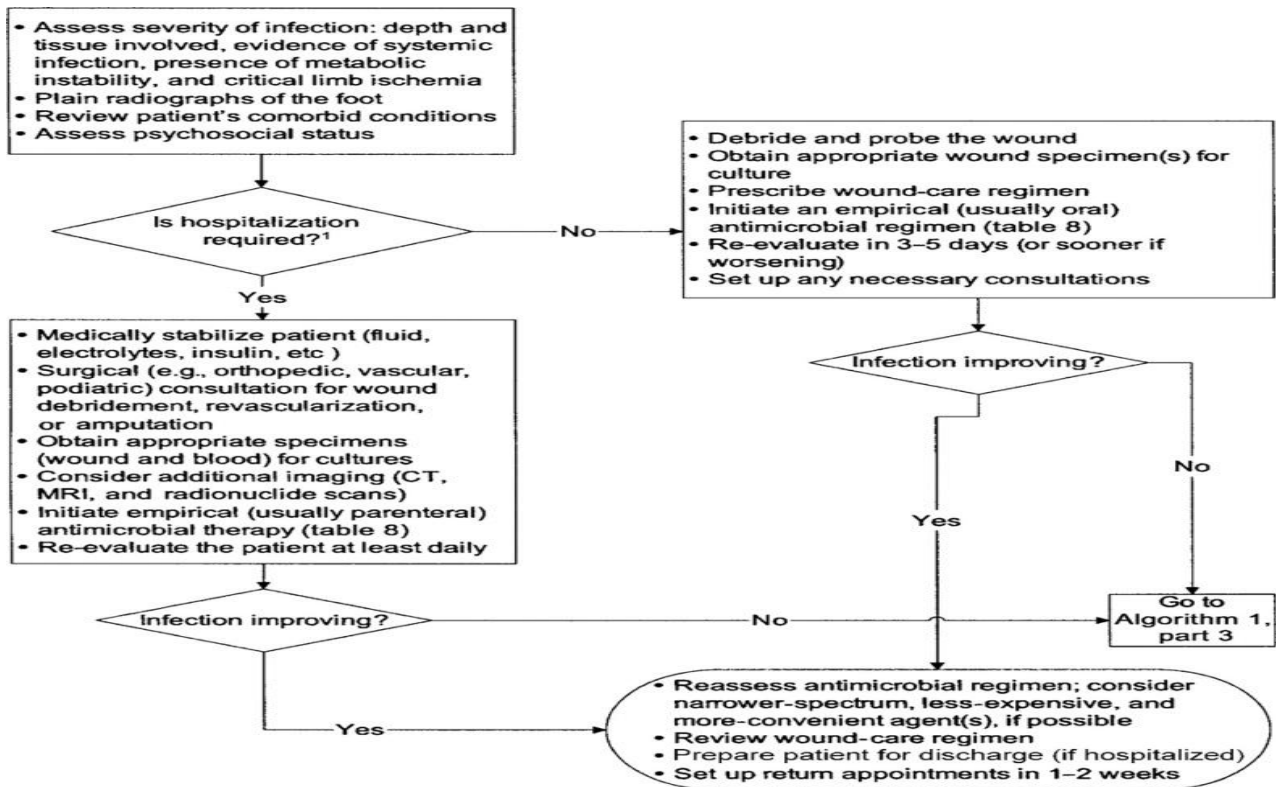 • Assess severity of infection: depth and
tissue involved, evidence of systemic
infection, presence of metabolic
instability, and critical limb ischemia
• Plain radiographs of the foot
• Review patient's comorbid conditions
• Assess psychosocial status
Is hospitalization
required?¹
No
• Debride and probe the wound
• Obtain appropriate wound specimen(s) for
culture
• Prescribe wound-care regimen
• Initiate an empirical (usually oral)
antimicrobial regimen (table 8)
• Re-evaluate in 3–5 days (or sooner if
worsening)
• Set up any necessary consultations
Yes
• Medically stabilize patient (fluid,
electrolytes, insulin, etc )
• Surgical (e.g., orthopedic, vascular,
podiatric) consultation for wound
debridement, revascularization,
or amputation
• Obtain appropriate specimens
(wound and blood) for cultures
• Consider additional imaging (CT,
MRI, and radionuclide scans)
• Initiate empirical (usually parenteral)
antimicrobial therapy (table 8)
• Re-evaluate the patient at least daily
Infection improving?
No
Yes
Infection improving?
No
Go to
Algorithm 1,
part 3
Yes
• Reassess antimicrobial regimen; consider
narrower-spectrum, less-expensive, and
more-convenient agent(s), if possible
• Review wound-care regimen
• Prepare patient for discharge (if hospitalized)
• Set up return appointments in 1–2 weeks